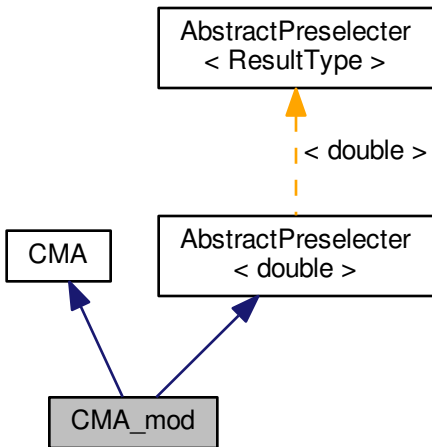 AbstractPreselecter
< ResultType >
< double >
AbstractPreselecter
< double >
CMA
CMA_mod